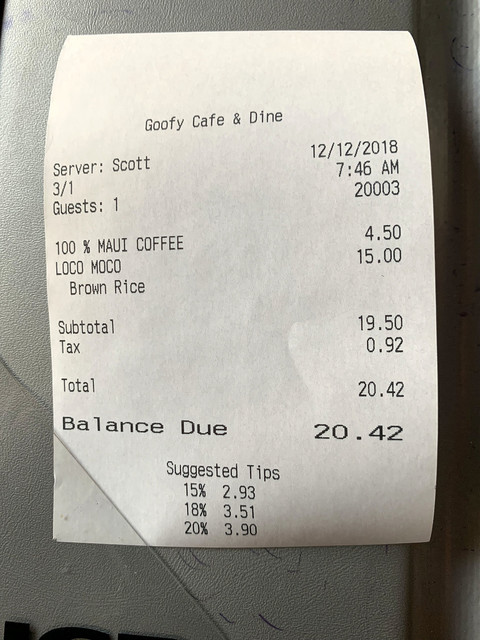 Goofy Cafe & Dine
12/12/2018
Server: Scott 7:46 AM
3/1 20003
Guests: 1
100 % MAUI COFFEE 4.50
LOCO MOCO 15.00
Brown Rice
Subtotal 19.50
Tax 0.92
Total 20.42
Balance Due 20.42
Suggested Tips
15% 2.93
18% 3.51
20% 3.90